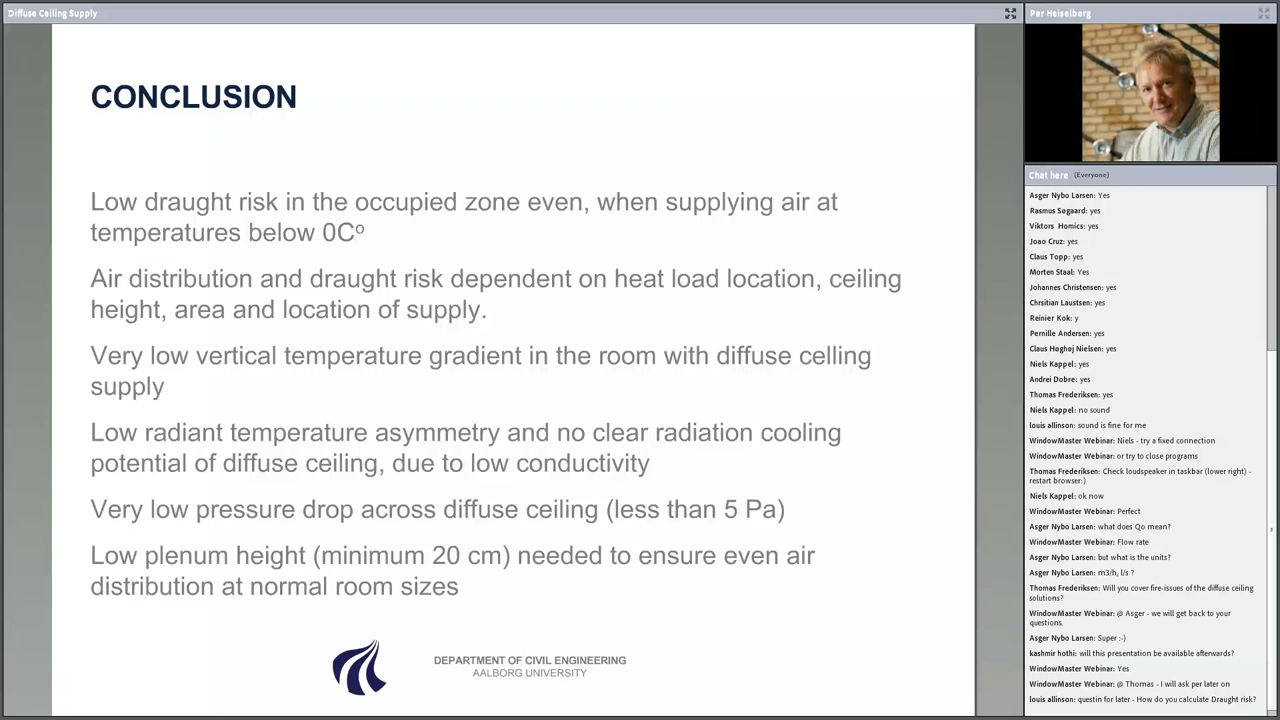 Diffuse Ceiling Supply
CONCLUSION
Low draught risk in the occupied zone even, when supplying air at
temperatures below 0Cº
Air distribution and draught risk dependent on heat load location, ceiling
height, area and location of supply.
Very low vertical temperature gradient in the room with diffuse celling
supply
Low radiant temperature asymmetry and no clear radiation cooling
potential of diffuse ceiling, due to low conductivity
Very low pressure drop across diffuse ceiling (less than 5 Pa)
Low plenum height (minimum 20 cm) needed to ensure even air
distribution at normal room sizes
DEPARTMENT OF CIVIL ENGINEERING
AALBORG UNIVERSITY
Per Heiselberg
Chat here (Everyone)
Asger Nybo Larsen: Yes
Rasmus Søgaard: yes
Viktors Homics: yes
Joao Cruz: yes
Claus Topp: yes
Morten Staal: Yes
Johannes Christensen: yes
Chrsitian Laustsen: yes
Reinier Kok: y
Pernille Andersen: yes
Claus Høghøj Nielsen: yes
Niels Kappel: yes
Andrei Dobre: yes
Thomas Frederiksen: yes
Niels Kappel: no sound
louis allinson: sound is fine for me
WindowMaster Webinar: Niels - try a fixed connection
WindowMaster Webinar: or try to close programs
Thomas Frederiksen: Check loudspeaker in taskbar (lower right) -
restart browser:)
Niels Kappel: ok now
WindowMaster Webinar: Perfect
Asger Nybo Larsen: what does Qo mean?
WindowMaster Webinar: Flow rate
Asger Nybo Larsen: but what is the units?
Asger Nybo Larsen: m3/h, l/s ?
Thomas Frederiksen: Will you cover fire-issues of the diffuse ceiling
solutions?
WindowMaster Webinar: @ Asger - we will get back to your
questions.
Asger Nybo Larsen: Super :-)
kashmir hothi: will this presentation be available afterwards?
WindowMaster Webinar: Yes
WindowMaster Webinar: @ Thomas - I will ask per later on
louis allinson: questin for later - How do you calculate Draught risk?